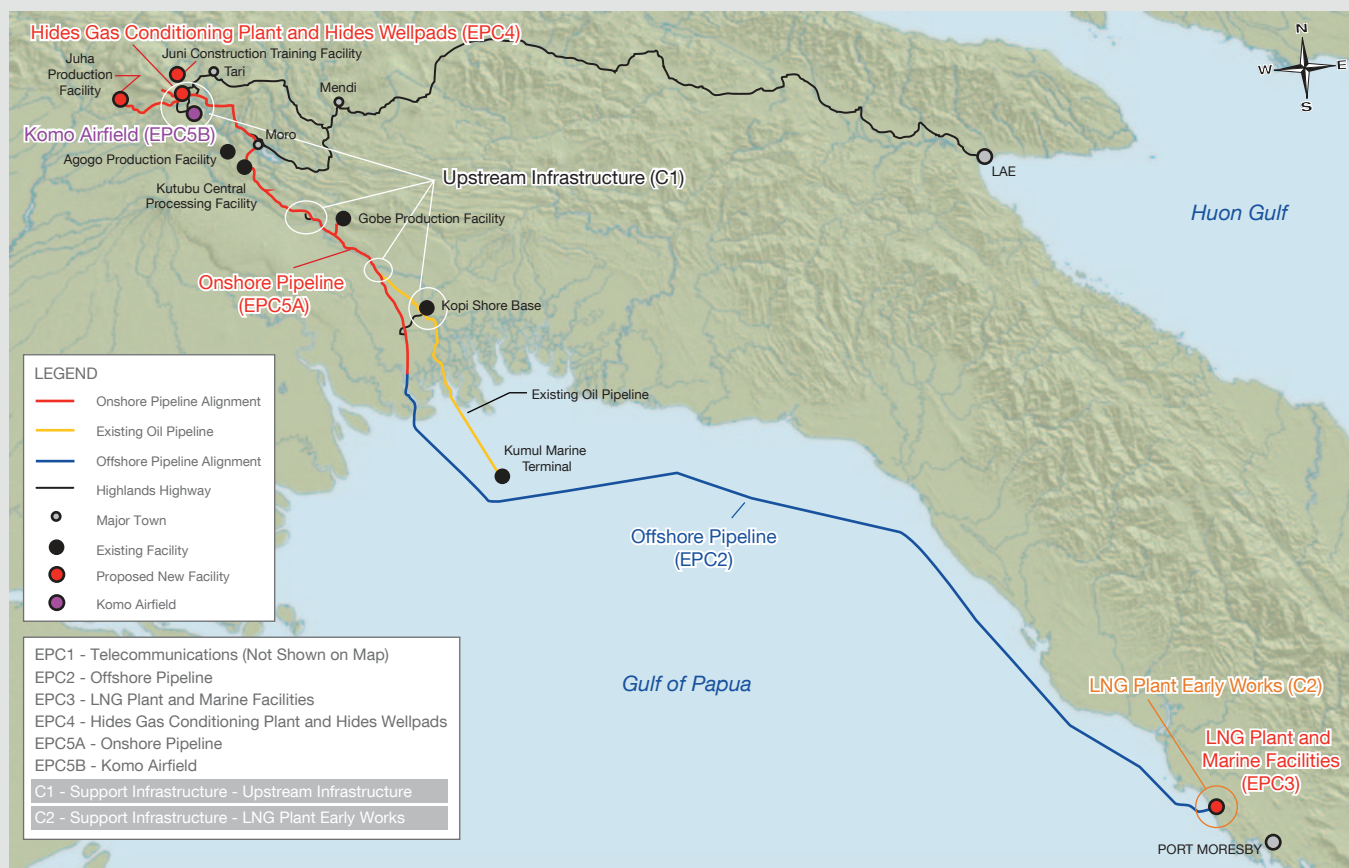 Hides Gas Conditioning Plant and Hides Wellpads (EPC4)
Juni Construction Training Facility
Juha
Production
Facility
Tari
Mendi
N
W
E
S
Komo Airfield (EPC5B)
Moro
Agogo Production Facility
Kutubu Central
Processing Facility
Upstream Infrastructure (C1)
LAE
Huon Gulf
Gobe Production Facility
Onshore Pipeline
(EPC5A)
Kopi Shore Base
Existing Oil Pipeline
Kumul Marine
Terminal
Offshore Pipeline
(EPC2)
Gulf of Papua
LNG Plant Early Works (C2)
LNG Plant and
Marine Facilities
(EPC3)
PORT MORESBY
LEGEND
Onshore Pipeline Alignment
Existing Oil Pipeline
Offshore Pipeline Alignment
Highlands Highway
Major Town
Existing Facility
Proposed New Facility
Komo Airfield
EPC1 - Telecommunications (Not Shown on Map)
EPC2 - Offshore Pipeline
EPC3 - LNG Plant and Marine Facilities
EPC4 - Hides Gas Conditioning Plant and Hides Wellpads
EPC5A - Onshore Pipeline
EPC5B - Komo Airfield
C1 - Support Infrastructure - Upstream Infrastructure
C2 - Support Infrastructure - LNG Plant Early Works